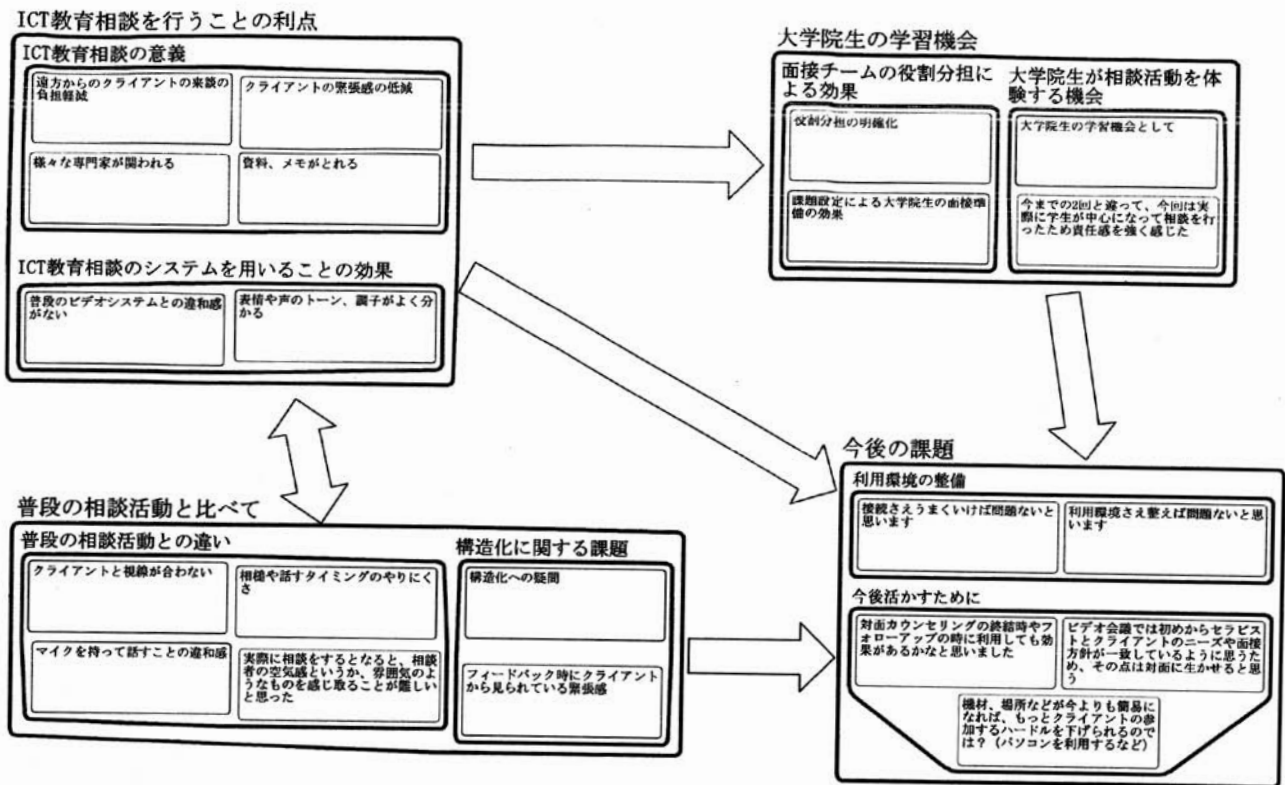 ICT教育相談を行うことの利点
ICT教育相談の意義
遠方からのクライアントの来談の
負担軽減
クライアントの緊張感の低減
様々な専門家が関われる
資料、メモがとれる
ICT教育相談のシステムを用いることの効果
普段のビデオシステムとの違和感
がない
表情や声のトーン、調子がよく分
かる
大学院生の学習機会
面接チームの役割分担に
よる効果
役割分担の明確化
課題設定による大学院生の面接準
備の効果
大学院生が相談活動を体
験する機会
大学院生の学習機会として
今までの2回と違って、今回は実
際に学生が中心になって相談を行
ったため責任感を強く感じた
普段の相談活動と比べて
普段の相談活動との違い
クライアントと視線が合わない
相槌や話すタイミングのやりにく
さ
マイクを持って話すことの違和感
実際に相談をするとなると、相談
者の空気感というか、雰囲気のよ
うなものを感じ取ることが難しい
と思った
構造化に関する課題
構造化への疑問
フィードバック時にクライアント
から見られている緊張感
今後の課題
利用環境の整備
接続さえうまくいけば問題ないと
思います
利用環境さえ整えば問題ないと思
います
今後活かすために
対面カウンセリングの終結時やフ
ォローアップの時に利用しても効
果があるかなと思いました
ビデオ会議では初めからセラピス
トとクライアントのニーズや面接
方針が一致しているように思うた
め、その点は対面に生かせると思
う
機材、場所などが今よりも簡易に
なれば、もっとクライアントの参
加するハードルを下げられるので
は？（パソコンを利用するなど）